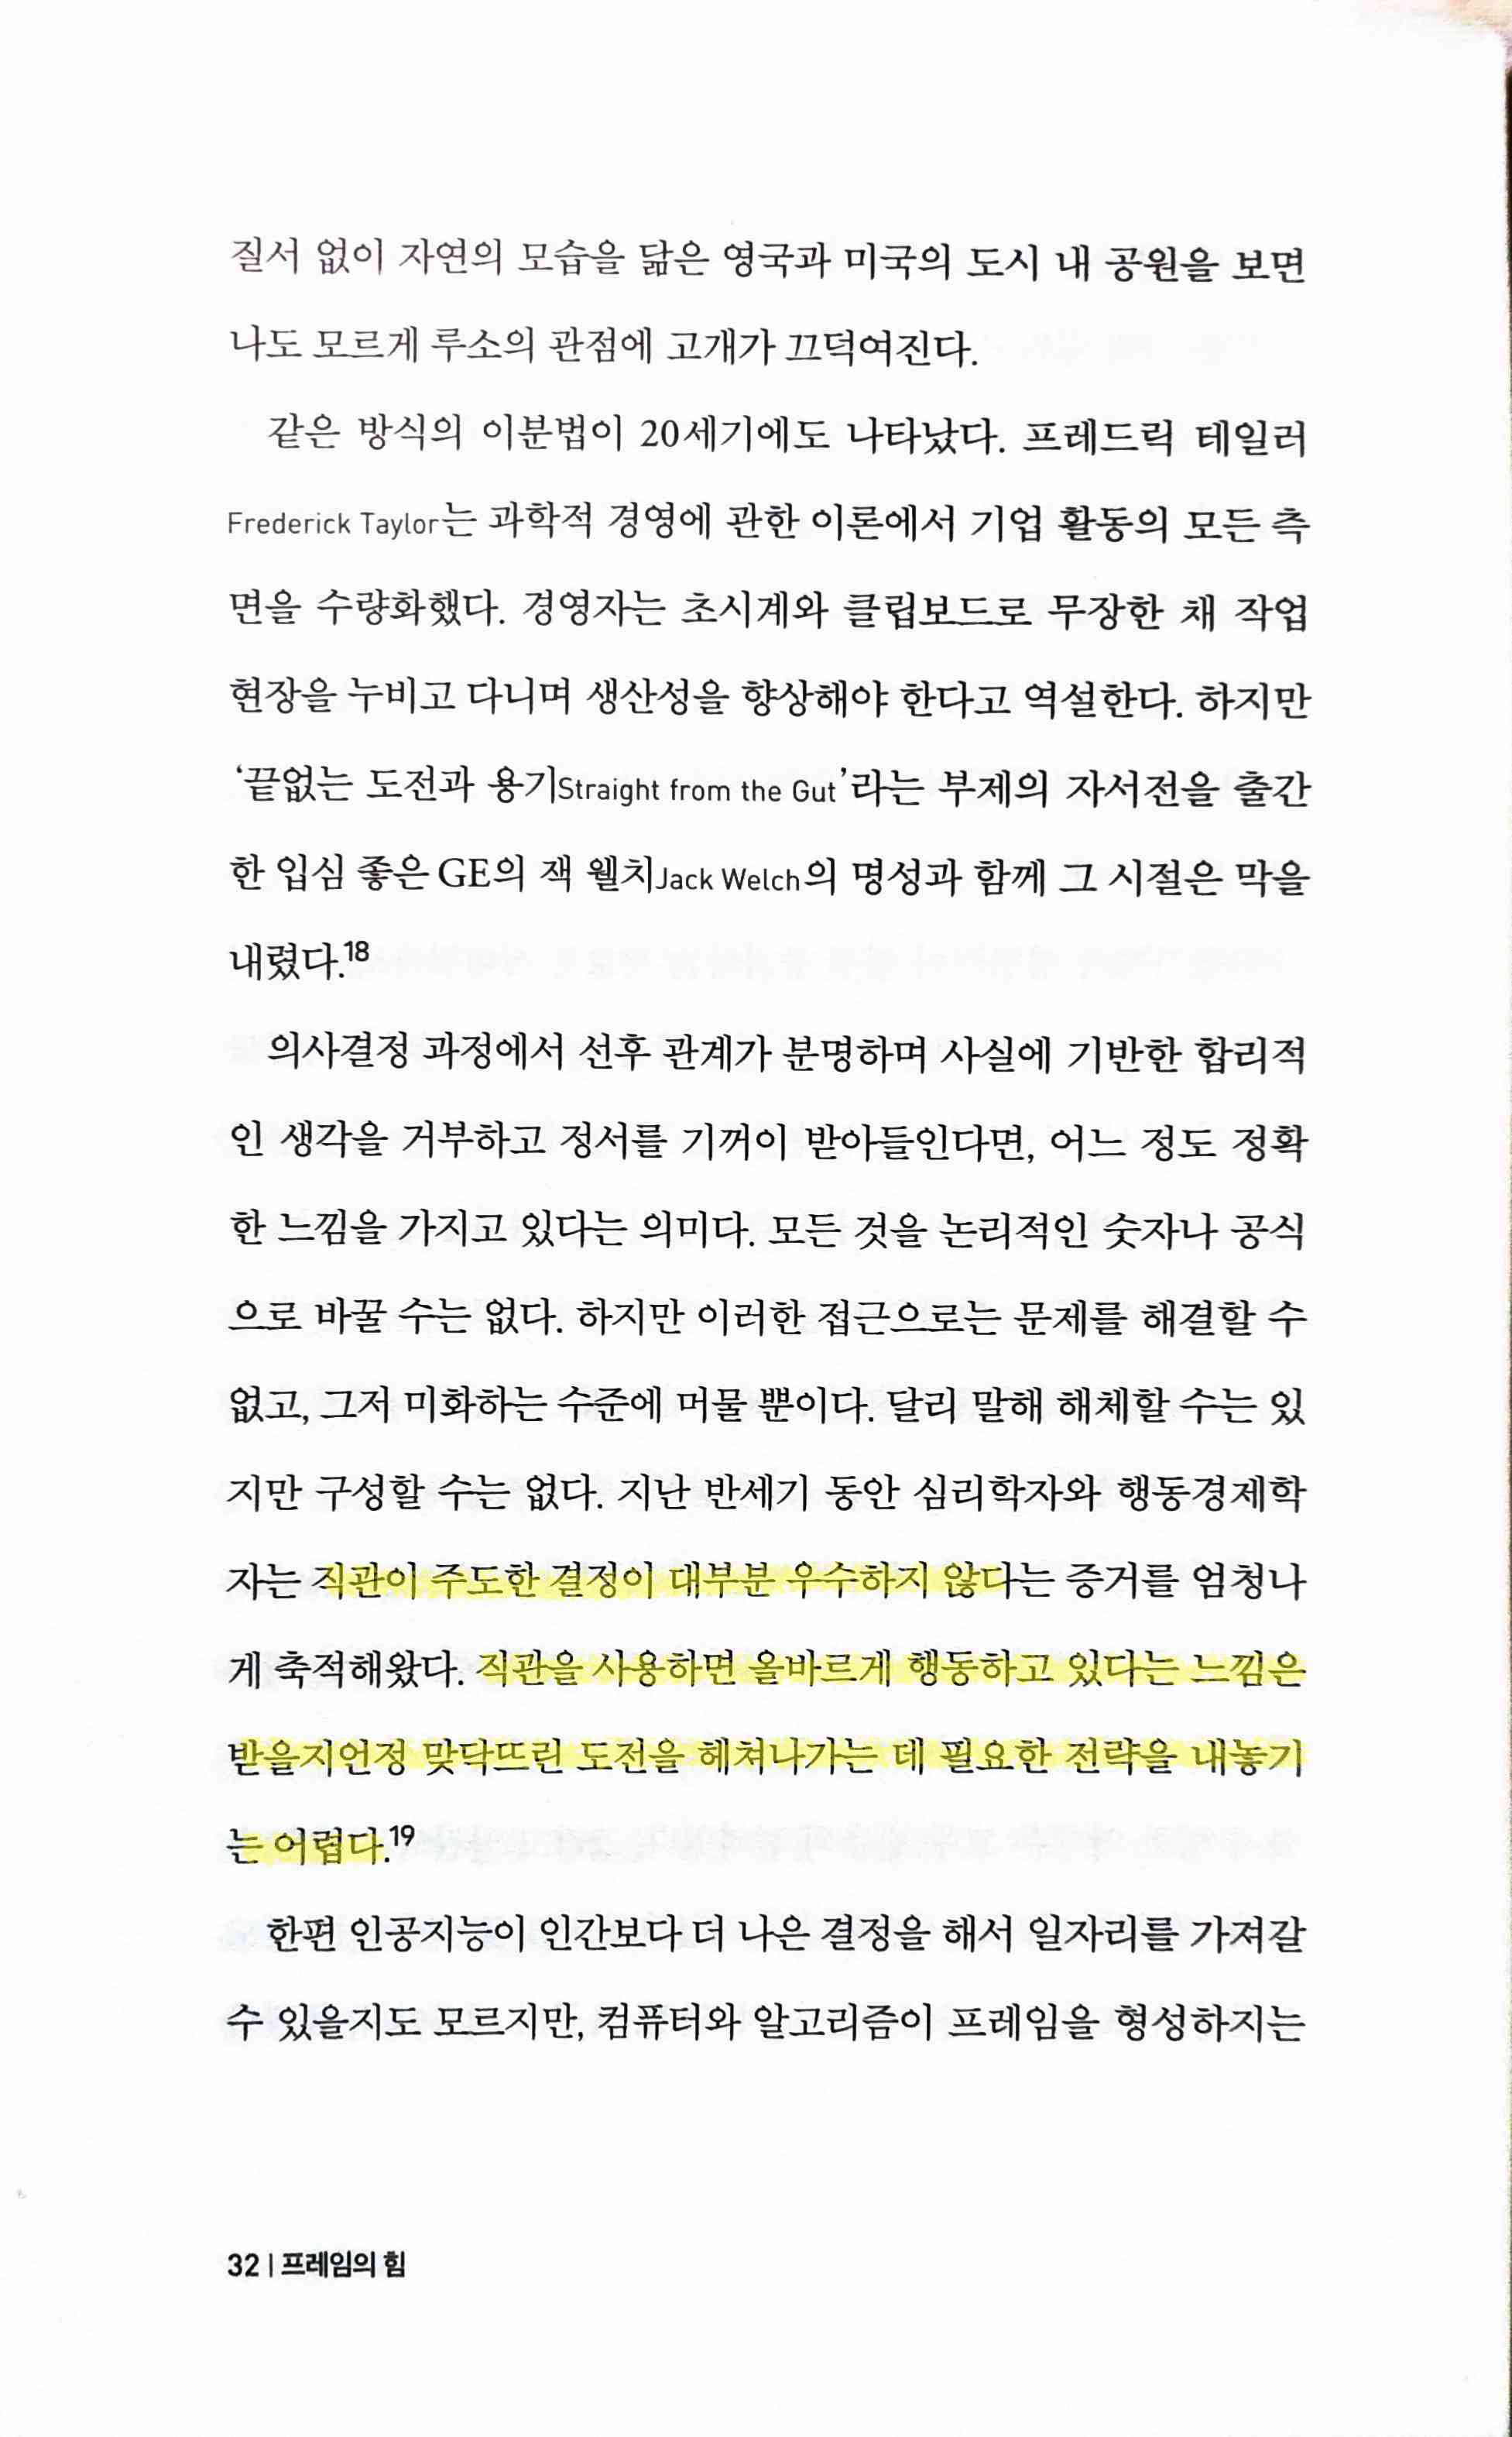 질서 없이 자연의 모습을 닮은 영국과 미국의 도시 내 공원을 보면
나도 모르게 루소의 관점에 고개가 끄덕여진다.
같은 방식의 이분법이 20세기에도 나타났다. 프레드릭 테일러
Frederick Taylor는 과학적 경영에 관한 이론에서 기업 활동의 모든 측
면을 수량화했다. 경영자는 초시계와 클립보드로 무장한 채 작업
현장을 누비고 다니며 생산성을 향상해야 한다고 역설한다. 하지만
‘끝없는 도전과 용기Straight from the Gut’라는 부제의 자서전을 출간
한 입심 좋은 GE의 잭 웰치Jack Welch의 명성과 함께 그 시절은 막을
내렸다.18
의사결정 과정에서 선후 관계가 분명하며 사실에 기반한 합리적
인 생각을 거부하고 정서를 기꺼이 받아들인다면, 어느 정도 정확
한 느낌을 가지고 있다는 의미다. 모든 것을 논리적인 숫자나 공식
으로 바꿀 수는 없다. 하지만 이러한 접근으로는 문제를 해결할 수
없고, 그저 미화하는 수준에 머물 뿐이다. 달리 말해 해체할 수는 있
지만 구성할 수는 없다. 지난 반세기 동안 심리학자와 행동경제학
자는 직관이 주도한 결정이 대부분 우수하지 않다는 증거를 엄청나
게 축적해왔다. 직관을 사용하면 올바르게 행동하고 있다는 느낌은
받을지언정 맞닥뜨린 도전을 헤쳐나가는 데 필요한 전략을 내놓기
는 어렵다.19
한편 인공지능이 인간보다 더 나은 결정을 해서 일자리를 가져갈
수 있을지도 모르지만, 컴퓨터와 알고리즘이 프레임을 형성하지는
32 | 프레임의 힘